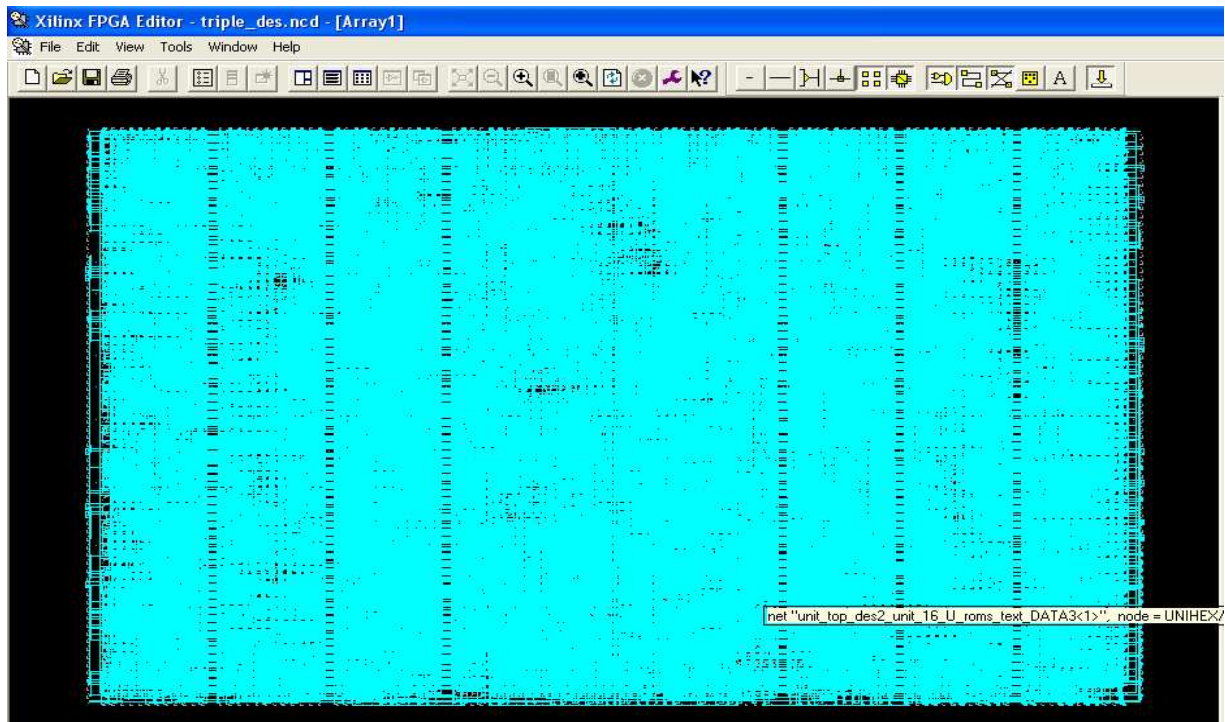 Xilinx FPGA Editor - triple_des.ncd - [Array1]
File Edit View Tools Window Help
A
net "unit_top_des2_unit_16_U_roms_text_DATA3<1>", node = UNIHEX/